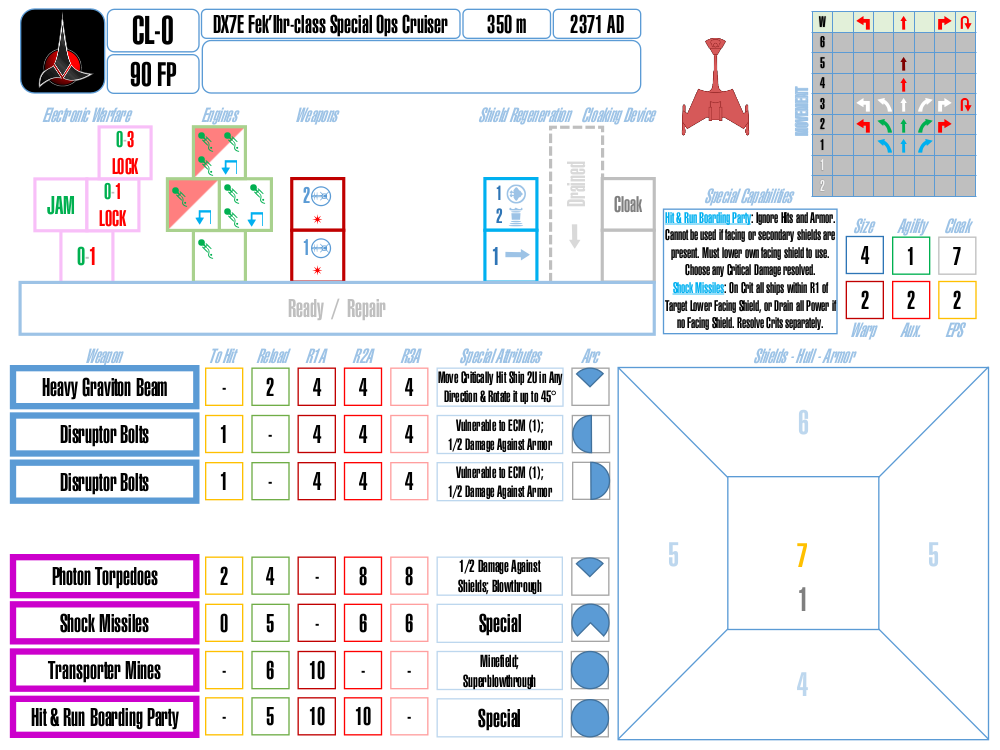 CL-0
DX7E Fek'lhr-class Special Ops Cruiser
350 m
2371 AD
90 FP
Electronic Warfare
Engines
Weapons
Shield Regeneration
Cloaking Device
0-3
LOCK
JAM
0-1
LOCK
0-1
2
1
1
2
1
Drained
Cloak
Ready / Repair
MOVEMENT
W
6
5
4
3
2
1
1
2
Special Capabilities
Hit & Run Boarding Party: Ignore Hits and Armor.
Cannot be used if facing or secondary shields are
present. Must lower own facing shield to use.
Choose any Critical Damage resolved.
Shock Missiles: On Crit all ships within R1 of
Target Lower Facing Shield, or Drain all Power if
no Facing Shield. Resolve Crits separately.
Size
Agility
Cloak
4
1
7
2
2
2
Warp
Aux.
EPS
Weapon
To Hit
Reload
R1A
R2A
R3A
Special Attributes
Arc
Heavy Graviton Beam
-
2
4
4
4
Move Critically Hit Ship 2U in Any
Direction & Rotate it up to 45°
Disruptor Bolts
1
-
4
4
4
Vulnerable to ECM (1);
1/2 Damage Against Armor
Disruptor Bolts
1
-
4
4
4
Vulnerable to ECM (1);
1/2 Damage Against Armor
Photon Torpedoes
2
4
-
8
8
1/2 Damage Against
Shields; Blowthrough
Shock Missiles
0
5
-
6
6
Special
Transporter Mines
-
6
10
-
-
Minefield;
Superblowthrough
Hit & Run Boarding Party
-
5
10
10
-
Special
Shields - Hull - Armor
6
5
7
5
1
4